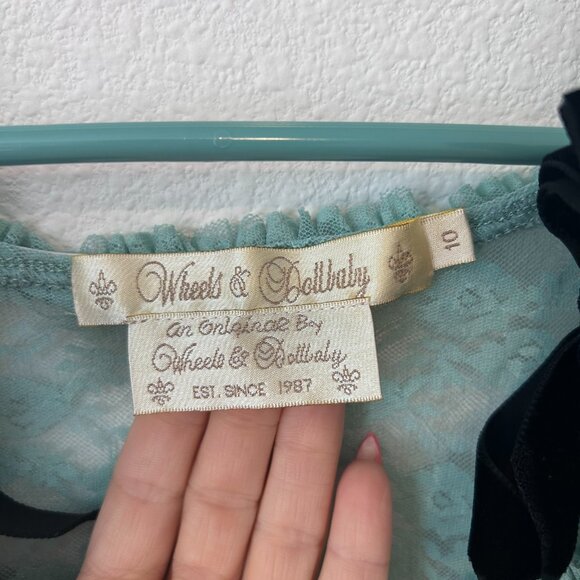 Wheels & Dollbaby
10
An Original By
Wheels & Dollbaby
EST. SINCE 1987